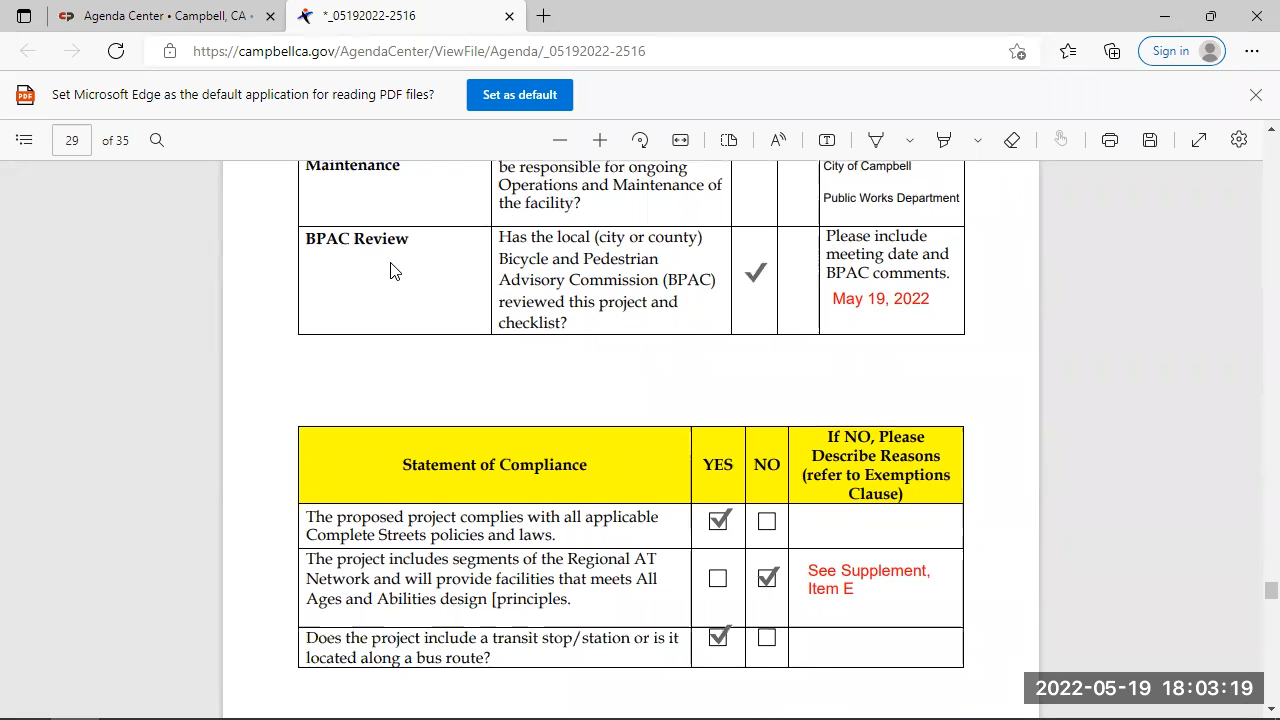 Agenda Center • Campbell, CA •
*_05192022-2516
https://campbellca.gov/AgendaCenter/ViewFile/Agenda/_05192022-2516
Sign in
PDF
Set Microsoft Edge as the default application for reading PDF files?
Set as default
29
of 35
Maintenance
be responsible for ongoing
Operations and Maintenance of
the facility?
City of Campbell
Public Works Department
BPAC Review
Has the local (city or county)
Bicycle and Pedestrian
Advisory Commission (BPAC)
reviewed this project and
checklist?
Please include
meeting date and
BPAC comments.
May 19, 2022
Statement of Compliance
YES
NO
If NO, Please
Describe Reasons
(refer to Exemptions
Clause)
The proposed project complies with all applicable
Complete Streets policies and laws.
The project includes segments of the Regional AT
Network and will provide facilities that meets All
Ages and Abilities design [principles.
See Supplement,
Item E
Does the project include a transit stop/station or is it
located along a bus route?
2022-05-19 18:03:19